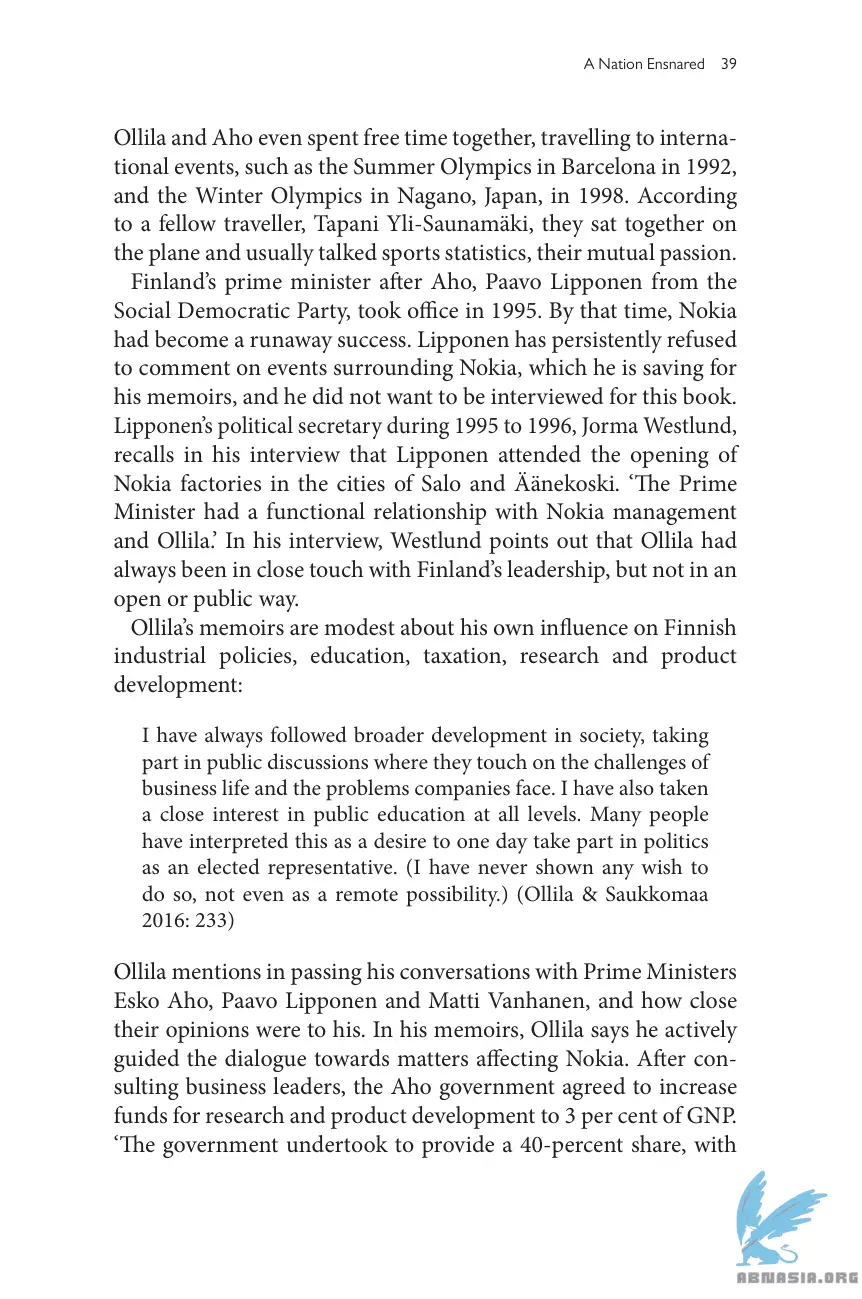 A Nation Ensnared 39
Ollila and Aho even spent free time together, travelling to interna-
tional events, such as the Summer Olympics in Barcelona in 1992,
and the Winter Olympics in Nagano, Japan, in 1998. According
to a fellow traveller, Tapani Yli-Saunamäki, they sat together on
the plane and usually talked sports statistics, their mutual passion.
Finland’s prime minister after Aho, Paavo Lipponen from the
Social Democratic Party, took office in 1995. By that time, Nokia
had become a runaway success. Lipponen has persistently refused
to comment on events surrounding Nokia, which he is saving for
his memoirs, and he did not want to be interviewed for this book.
Lipponen’s political secretary during 1995 to 1996, Jorma Westlund,
recalls in his interview that Lipponen attended the opening of
Nokia factories in the cities of Salo and Äänekoski. ‘The Prime
Minister had a functional relationship with Nokia management
and Ollila.’ In his interview, Westlund points out that Ollila had
always been in close touch with Finland’s leadership, but not in an
open or public way.
Ollila’s memoirs are modest about his own influence on Finnish
industrial policies, education, taxation, research and product
development:
I have always followed broader development in society, taking
part in public discussions where they touch on the challenges of
business life and the problems companies face. I have also taken
a close interest in public education at all levels. Many people
have interpreted this as a desire to one day take part in politics
as an elected representative. (I have never shown any wish to
do so, not even as a remote possibility.) (Ollila & Saukkomaa
2016: 233)
Ollila mentions in passing his conversations with Prime Ministers
Esko Aho, Paavo Lipponen and Matti Vanhanen, and how close
their opinions were to his. In his memoirs, Ollila says he actively
guided the dialogue towards matters affecting Nokia. After con-
sulting business leaders, the Aho government agreed to increase
funds for research and product development to 3 per cent of GNP.
‘The government undertook to provide a 40-percent share, with
ABNASIA.ORG